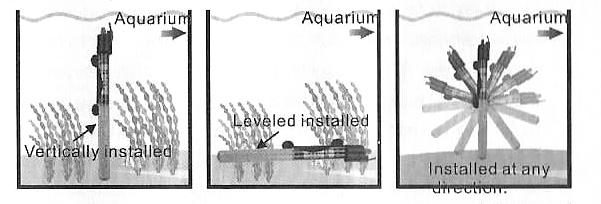 Aquarium
Vertically installed
Aquarium
Leveled installed
Aquarium
Installed at any
direction.